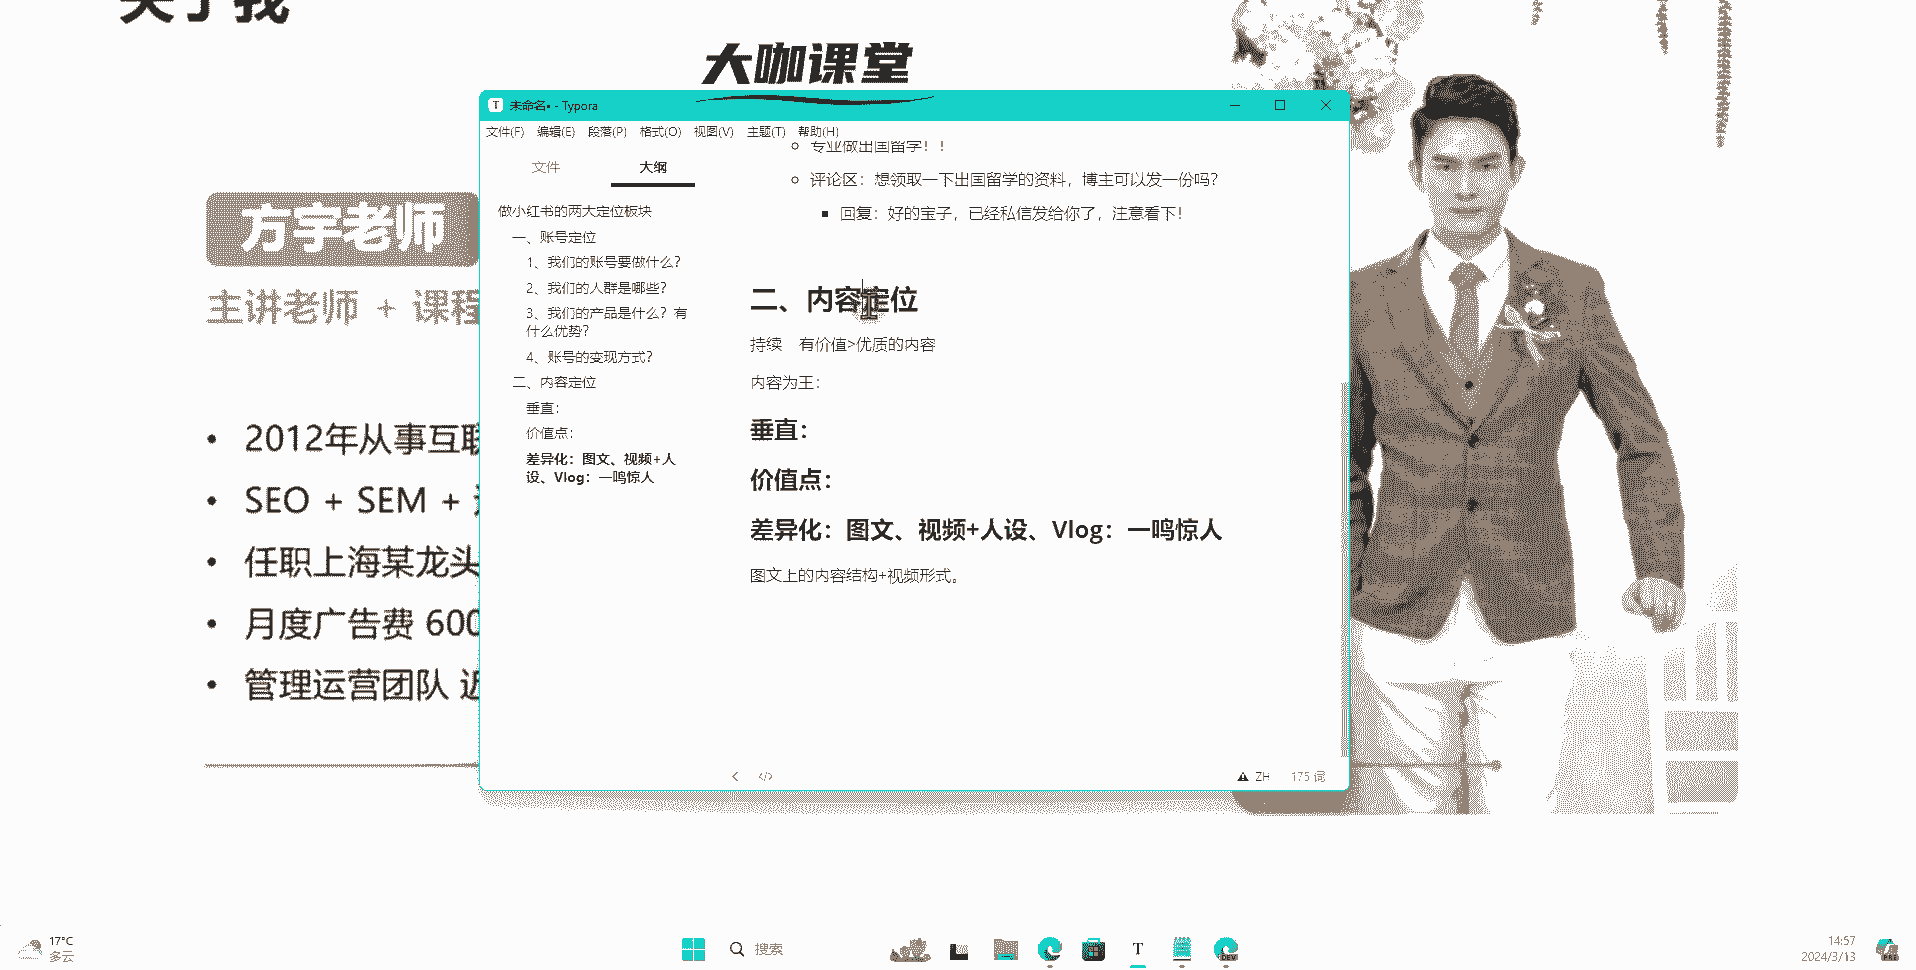 关于我
大咖课堂
未命名• - Typora
文件(F) 编辑(E) 段落(P) 格式(O) 视图(V) 主题(T) 帮助(H)
文件 大纲
做小红书的两大定位板块
一、账号定位
1、我们的账号要做什么？
2、我们的人群是哪些？
3、我们的产品是什么？有
什么优势？
4、账号的变现方式？
二、内容定位
垂直：
价值点：
差异化：图文、视频+人
设、Vlog：一鸣惊人
专业做出国留学！！
评论区：想领取一下出国留学的资料，博主可以发一份吗？
回复：好的宝子，已经私信发给你了，注意看下！
二、内容定位
持续 有价值>优质的内容
内容为王：
垂直：
价值点：
差异化：图文、视频+人设、Vlog：一鸣惊人
图文上的内容结构+视频形式。
ZH 175 词
方宇老师
主讲老师 + 课程
• 2012年从事互联
• SEO + SEM +
• 任职上海某龙头
• 月度广告费 600
• 管理运营团队 近
17°C
多云
搜索
T
DEV
14:57
2024/3/13
PRE